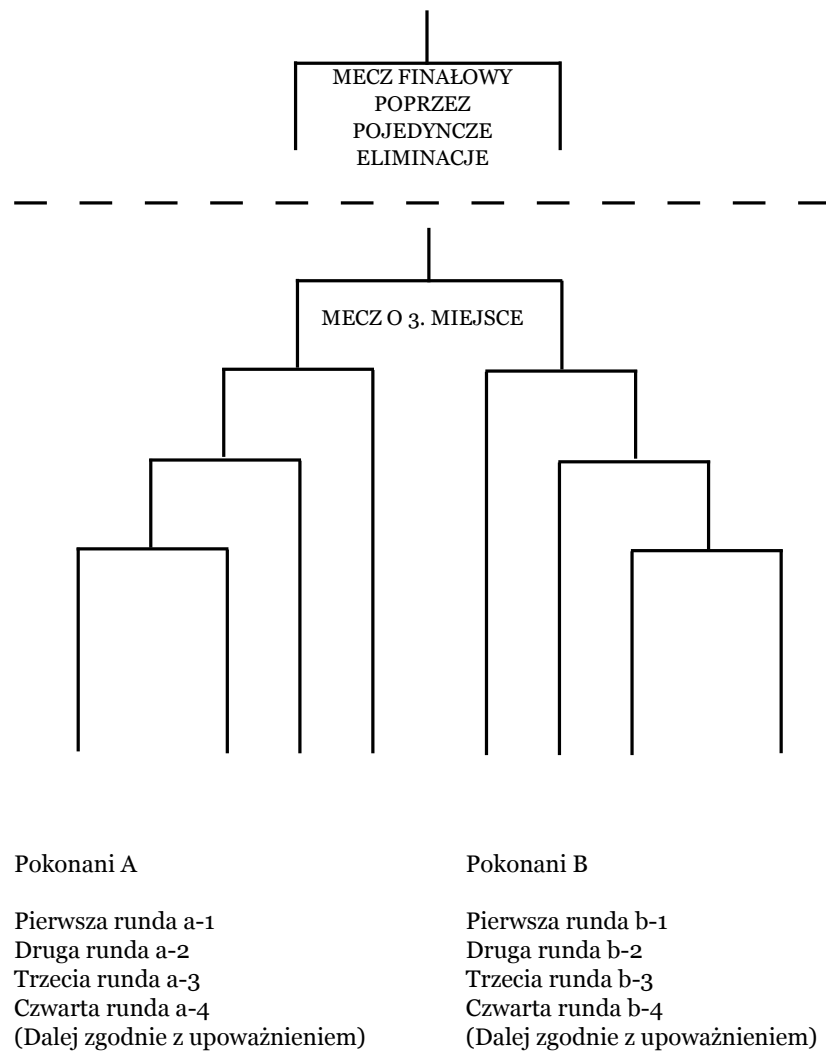 MECZ FINAŁOWY
POPRZEZ
POJEDYNCZE
ELIMINACJE
MECZ O 3. MIEJSCE
Pokonani A
Pierwsza runda a-1
Druga runda a-2
Trzecia runda a-3
Czwarta runda a-4
(Dalej zgodnie z upoważnieniem)
Pokonani B
Pierwsza runda b-1
Druga runda b-2
Trzecia runda b-3
Czwarta runda b-4
(Dalej zgodnie z upoważnieniem)